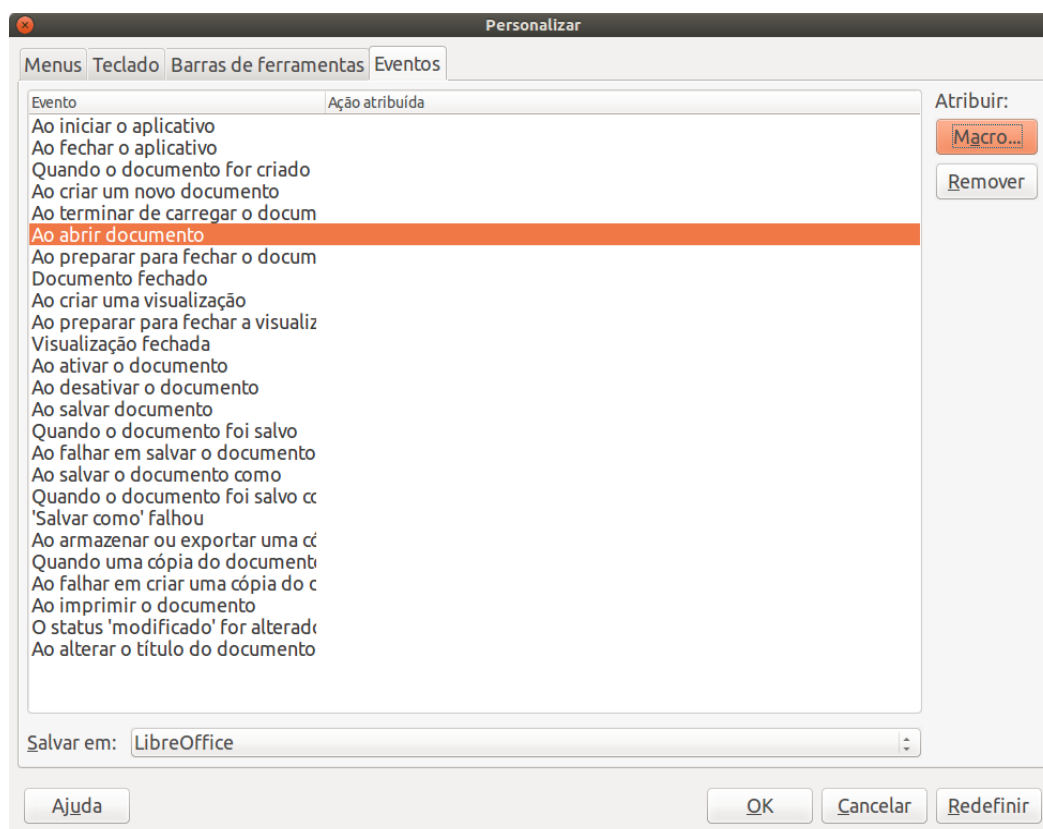 Personalizar
Menus Teclado Barras de ferramentas Eventos
Evento Ação atribuída
Atribuir:
Ao iniciar o aplicativo
Ao fechar o aplicativo
Quando o documento for criado
Ao criar um novo documento
Ao terminar de carregar o docum
Ao abrir documento
Ao preparar para fechar o docum
Documento fechado
Ao criar uma visualização
Ao preparar para fechar a visualiz
Visualização fechada
Ao ativar o documento
Ao desativar o documento
Ao salvar documento
Quando o documento foi salvo
Ao falhar em salvar o documento
Ao salvar o documento como
Quando o documento foi salvo co
'Salvar como' falhou
Ao armazenar ou exportar uma có
Quando uma cópia do documento
Ao falhar em criar uma cópia do d
Ao imprimir o documento
O status 'modificado' for alterado
Ao alterar o título do documento
Macro...
Remover
Salvar em: LibreOffice
Ajuda OK Cancelar Redefinir